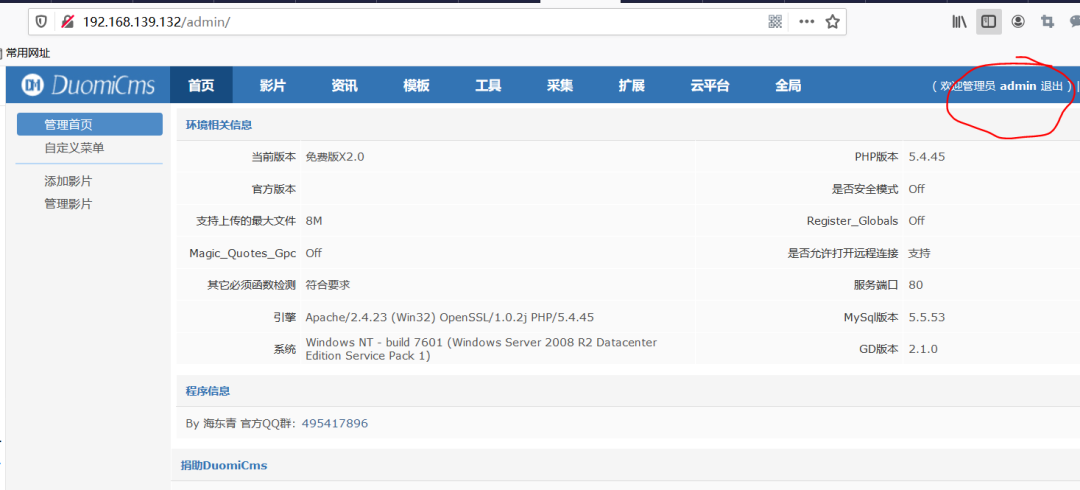 192.168.139.132/admin/
常用网址
DM DuomiCms 首页 影片 资讯 模板 工具 采集 扩展 云平台 全局 ( 欢迎管理员 admin 退出 ) |
管理首页
自定义菜单
添加影片
管理影片
环境相关信息
当前版本 免费版X2.0 PHP版本 5.4.45
官方版本 是否安全模式 Off
支持上传的最大文件 8M Register_Globals Off
Magic_Quotes_Gpc Off 是否允许打开远程连接 支持
其它必须函数检测 符合要求 服务端口 80
引擎 Apache/2.4.23 (Win32) OpenSSL/1.0.2j PHP/5.4.45 MySql版本 5.5.53
系统 Windows NT - build 7601 (Windows Server 2008 R2 Datacenter
Edition Service Pack 1) GD版本 2.1.0
程序信息
By 海东青 官方QQ群：495417896
捐助DuomiCms